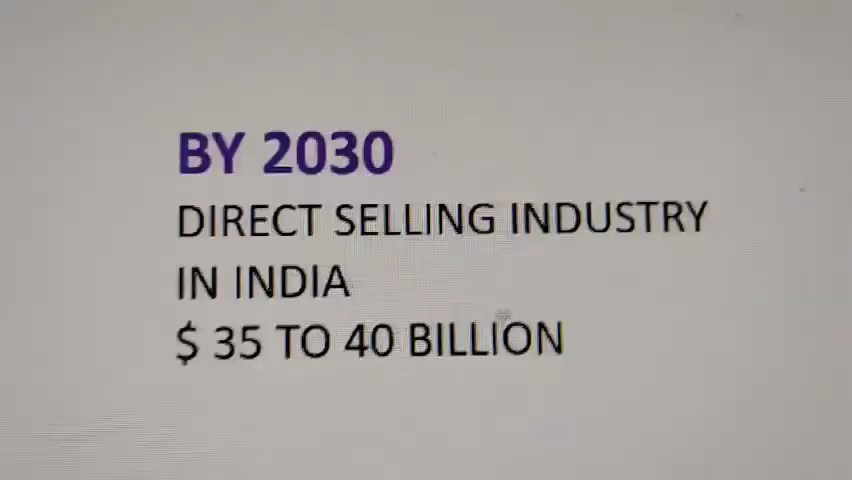 BY 2030
DIRECT SELLING INDUSTRY
IN INDIA
$ 35 TO 40 BILLION